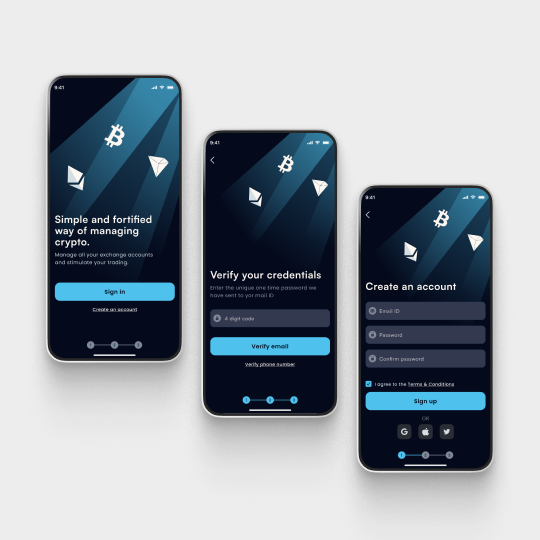 9:41
Simple and fortified
way of managing
crypto.
Manage all your exchange accounts
and stimulate your trading.
Sign in
Create an account
1 2 3
9:41
Verify your credentials
Enter the unique one time password we
have sent to yor mail ID
4 digit code
Verify email
Verify phone number
1 2 3
9:41
Create an account
Email ID
Password
Confirm password
I agree to the Terms & Conditions
Sign up
OR
1 2 3